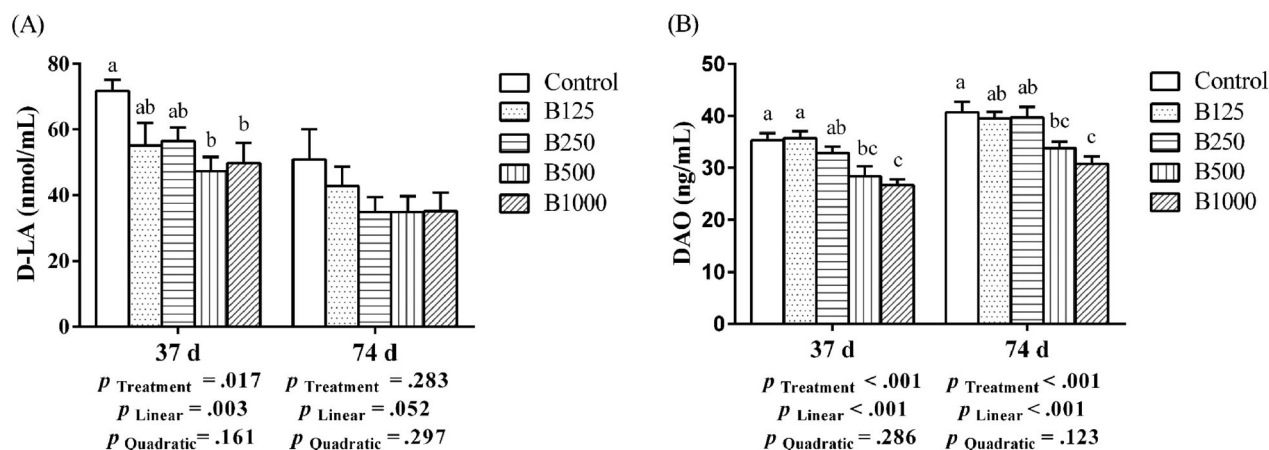 (A)
D-LA (nmol/mL)
80
60
40
20
0
a
ab
ab
b
b
37 d
74 d
Control
B125
B250
B500
B1000
p Treatment = .017
p Linear = .003
p Quadratic = .161
p Treatment = .283
p Linear = .052
p Quadratic = .297
(B)
DAO (ng/mL)
50
40
30
20
10
0
a
a
ab
bc
c
a
ab
ab
bc
c
37 d
74 d
Control
B125
B250
B500
B1000
p Treatment < .001
p Linear < .001
p Quadratic = .286
p Treatment < .001
p Linear < .001
p Quadratic = .123